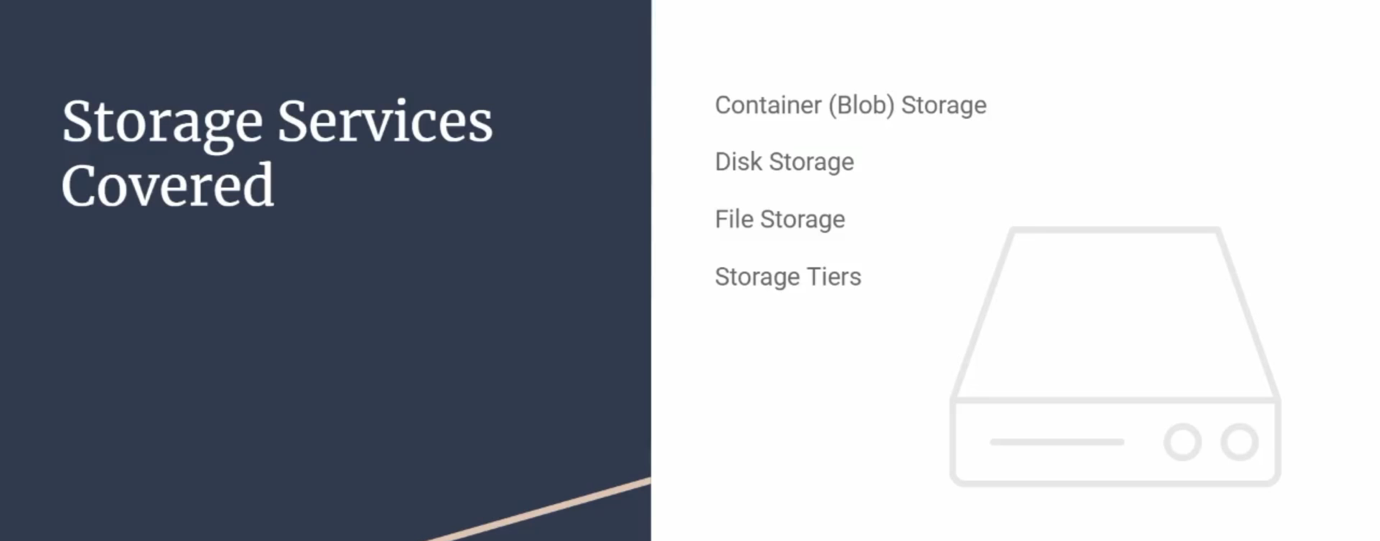 Storage Services
Covered
Container (Blob) Storage
Disk Storage
File Storage
Storage Tiers